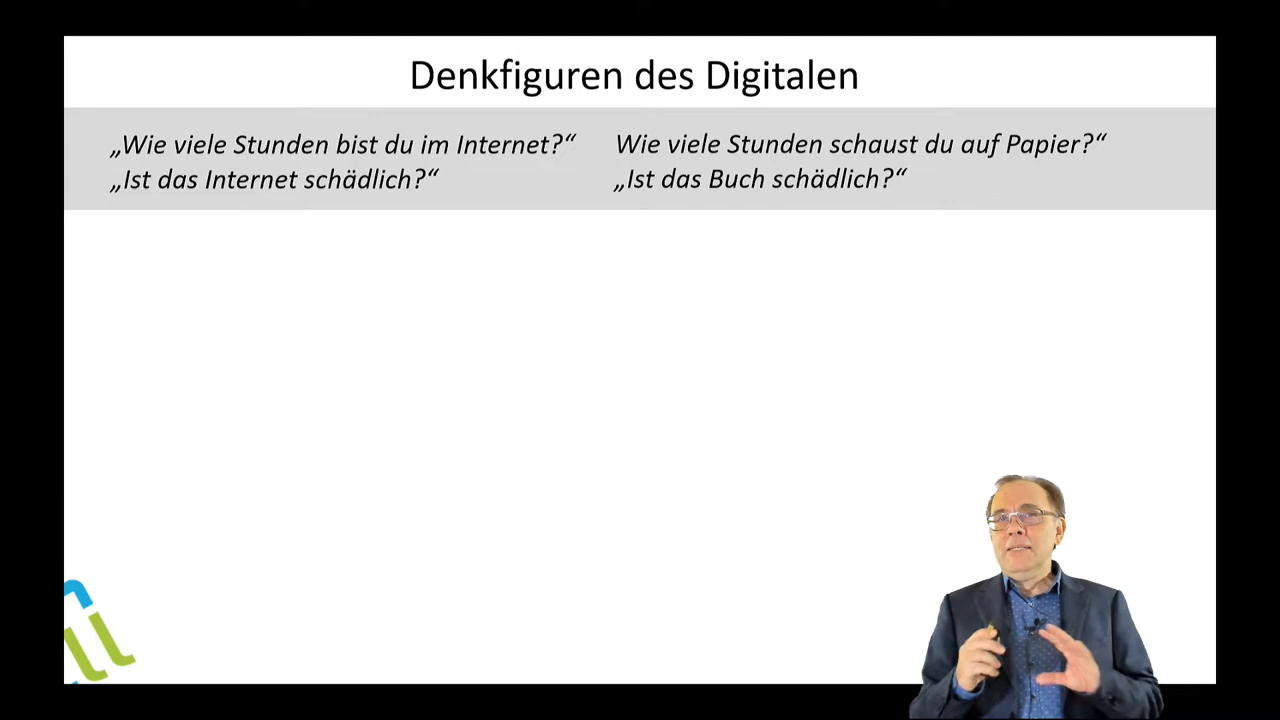 Denkfiguren des Digitalen
„Wie viele Stunden bist du im Internet?“
„Ist das Internet schädlich?“
Wie viele Stunden schaust du auf Papier?“
„Ist das Buch schädlich?“